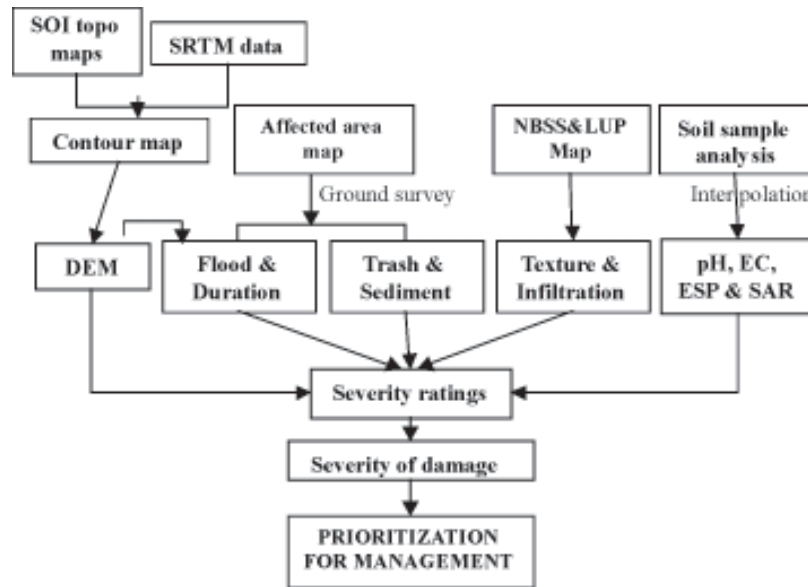 SOI topo
maps
SRTM data
Contour map
Affected area
map
NBSS&LUP
Map
Soil sample
analysis
Ground survey
Inter polation
DEM
Flood &
Duration
Trash &
Sediment
Texture &
Infiltration
pH, EC,
ESP & SAR
Severity ratings
Severity of damage
PRIORITIZATION
FOR MANAGEMENT